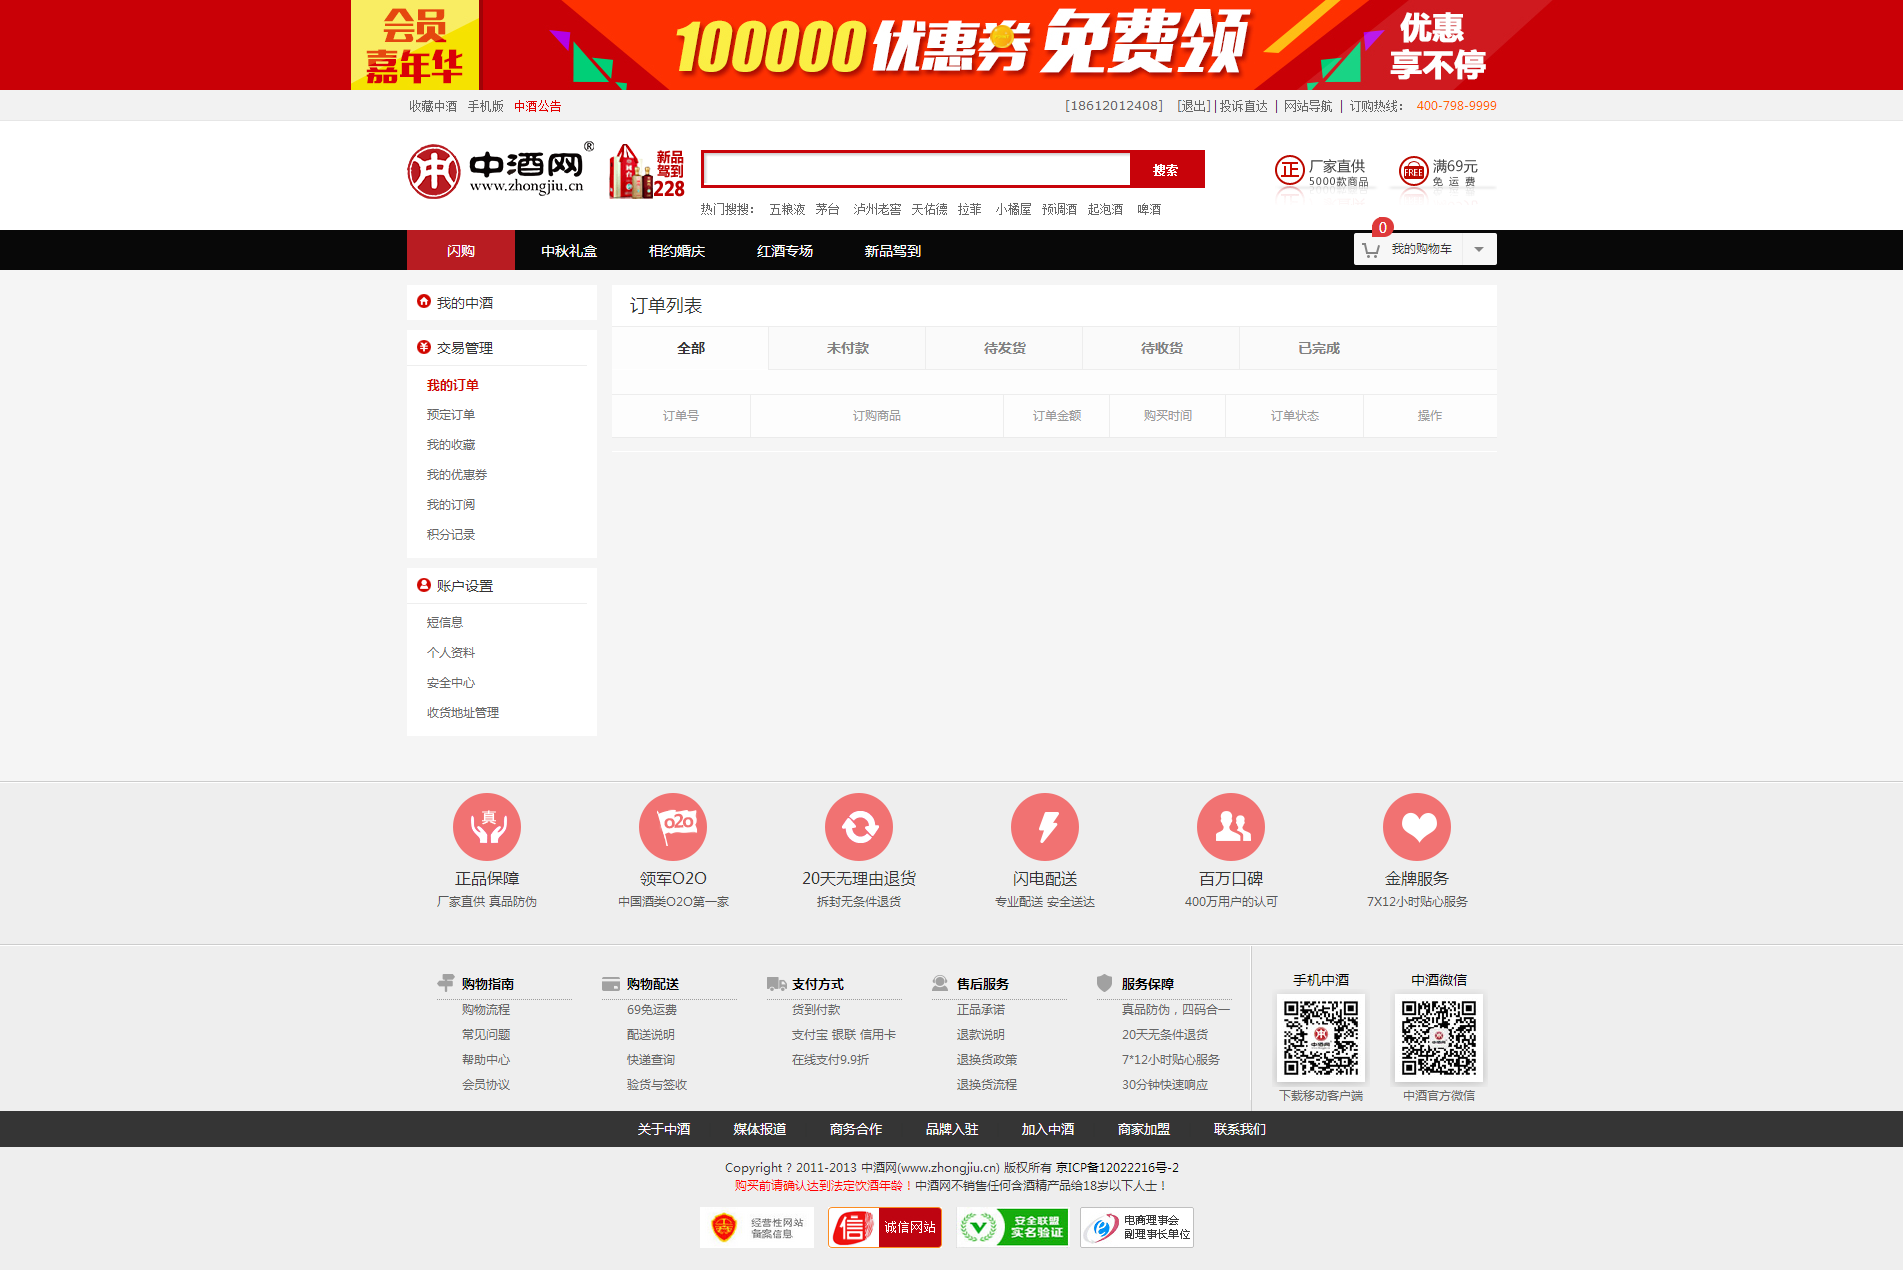 会员
嘉年华
100000优惠券 免费领
优惠
享不停
收藏中酒 手机版 中酒公告
[18612012408] [退出] | 投诉直达 | 网站导航 | 订购热线： 400-798-9999
中酒网®
www.zhongjiu.cn
新品
驾到
228
搜索
正 厂家直供
5000款商品
FREE 满69元
免 运 费
热门搜搜： 五粮液 茅台 泸州老窖 天佑德 拉菲 小橘屋 预调酒 起泡酒 啤酒
闪购 中秋礼盒 相约婚庆 红酒专场 新品驾到
0
我的购物车
我的中酒
交易管理
我的订单
预定订单
我的收藏
我的优惠券
我的订阅
积分记录
账户设置
短信息
个人资料
安全中心
收货地址管理
订单列表
全部 未付款 待发货 待收货 已完成
订单号 订购商品 订单金额 购买时间 订单状态 操作
真
o2o
正品保障 领军O2O 20天无理由退货 闪电配送 百万口碑 金牌服务
厂家直供 真品防伪 中国酒类O2O第一家 拆封无条件退货 专业配送 安全送达 400万用户的认可 7X12小时贴心服务
购物指南
购物流程
常见问题
帮助中心
会员协议
购物配送
69免运费
配送说明
快递查询
验货与签收
支付方式
货到付款
支付宝 银联 信用卡
在线支付9.9折
售后服务
正品承诺
退款说明
退换货政策
退换货流程
服务保障
真品防伪，四码合一
20天无条件退货
7*12小时贴心服务
30分钟快速响应
手机中酒
下载移动客户端
中酒微信
中酒官方微信
关于中酒 媒体报道 商务合作 品牌入驻 加入中酒 商家加盟 联系我们
Copyright ? 2011-2013 中酒网(www.zhongjiu.cn) 版权所有 京ICP备12022216号-2
购买前请确认达到法定饮酒年龄！中酒网不销售任何含酒精产品给18岁以下人士！
经营性网站
备案信息
信 诚信网站
安全联盟
实名验证
电商理事会
副理事长单位